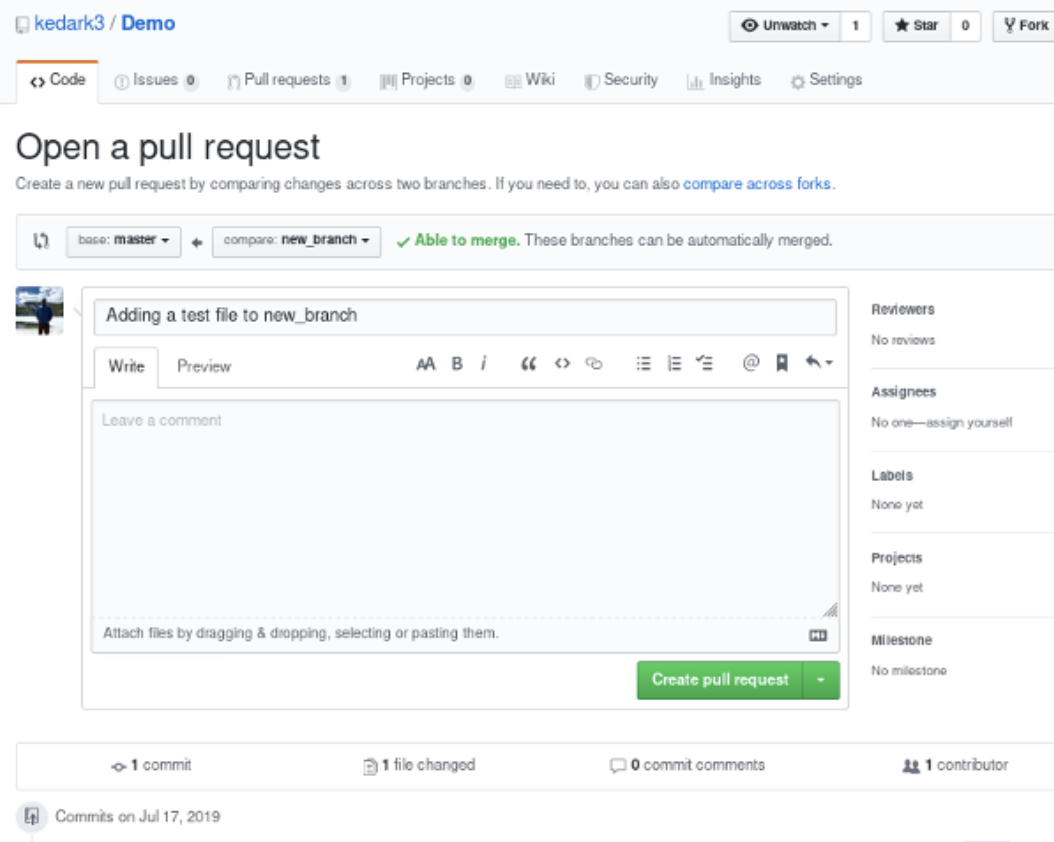 kedark3 / Demo
Unwatch 1 Star 0 Fork
Code Issues 0 Pull requests 1 Projects 0 Wiki Security Insights Settings
Open a pull request
Create a new pull request by comparing changes across two branches. If you need to, you can also compare across forks.
base: master compare: new_branch Able to merge. These branches can be automatically merged.
Adding a test file to new_branch
Write Preview AA B i
Leave a comment
Attach files by dragging & dropping, selecting or pasting them.
Create pull request
Reviewers
No reviews
Assignees
No one—assign yourself
Labels
None yet
Projects
None yet
Milestone
No milestone
1 commit 1 file changed 0 commit comments 1 contributor
Commits on Jul 17, 2019